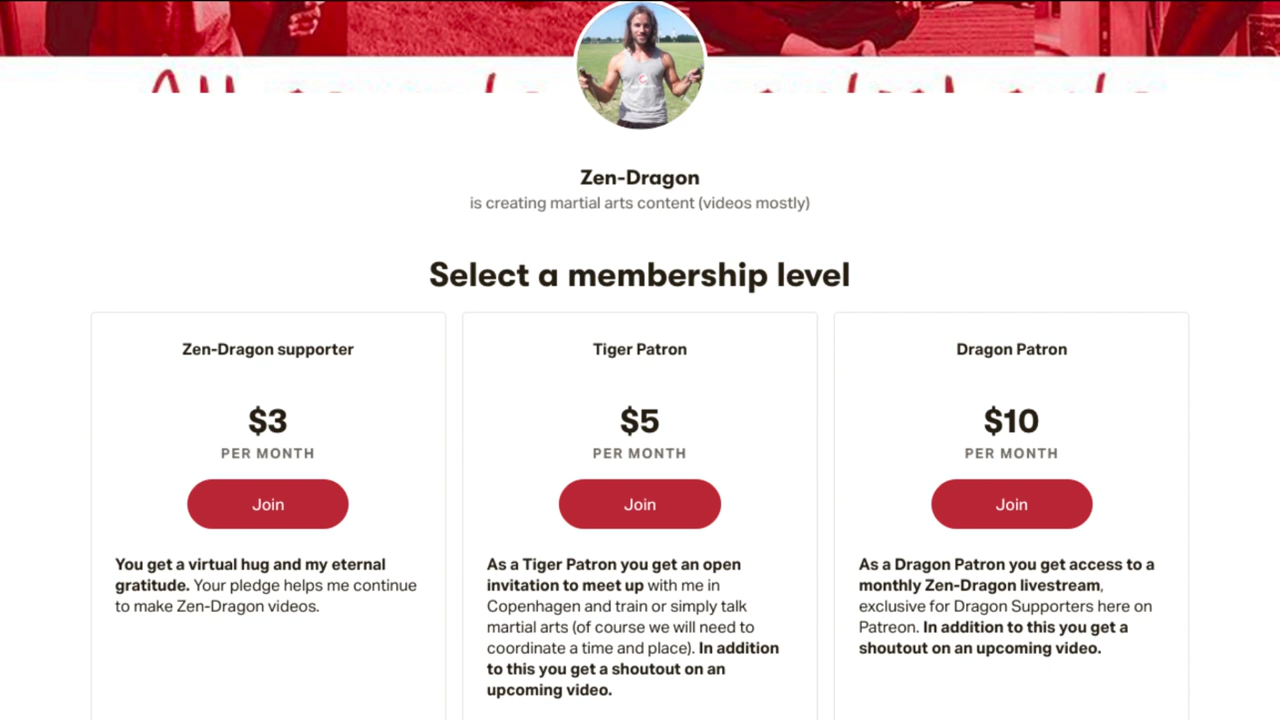 Zen-Dragon
is creating martial arts content (videos mostly)
Select a membership level
Zen-Dragon supporter
$3
PER MONTH
Join
You get a virtual hug and my eternal
gratitude. Your pledge helps me continue
to make Zen-Dragon videos.
Tiger Patron
$5
PER MONTH
Join
As a Tiger Patron you get an open
invitation to meet up with me in
Copenhagen and train or simply talk
martial arts (of course we will need to
coordinate a time and place). In addition
to this you get a shoutout on an
upcoming video.
Dragon Patron
$10
PER MONTH
Join
As a Dragon Patron you get access to a
monthly Zen-Dragon livestream,
exclusive for Dragon Supporters here on
Patreon. In addition to this you get a
shoutout on an upcoming video.